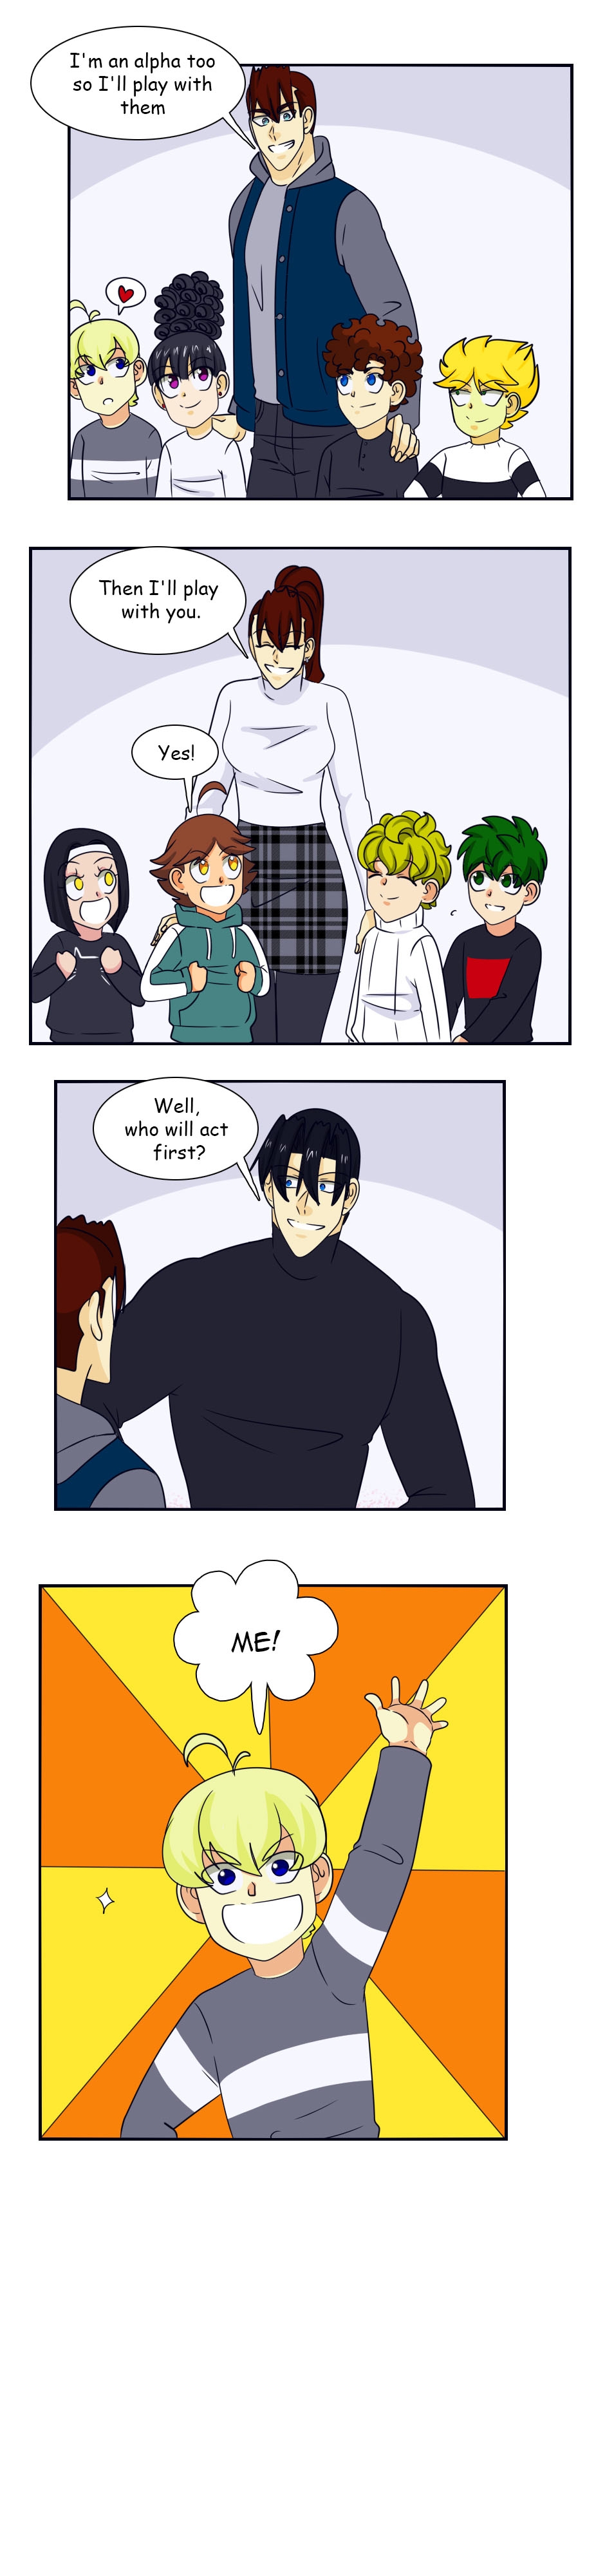 I'm an alpha too
so I'll play with
them
Then I'll play
with you.
Yes!
Well,
who will act
first?
ME!